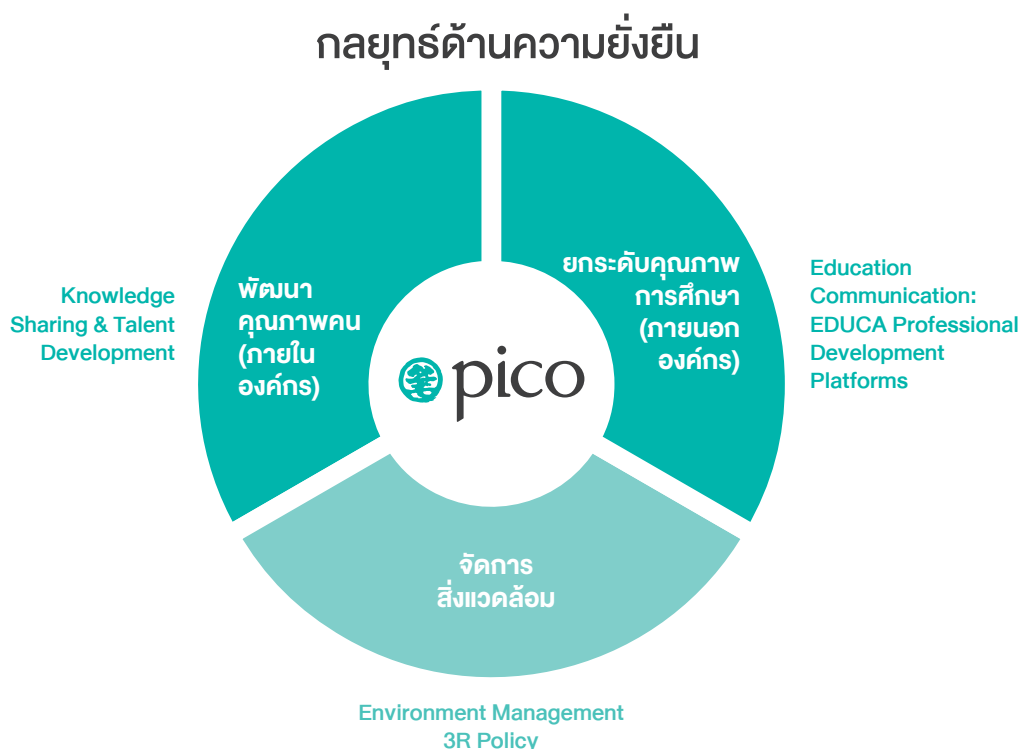 กลยุทธ์ด้านความยั่งยืน
Knowledge
Sharing & Talent
Development
พัฒนา
คุณภาพคน
(ภายใน
องค์กร)
pico
ยกระดับคุณภาพ
การศึกษา
(ภายนอก
องค์กร)
Education
Communication:
EDUCA Professional
Development
Platforms
จัดการ
สิ่งแวดล้อม
Environment Management
3R Policy